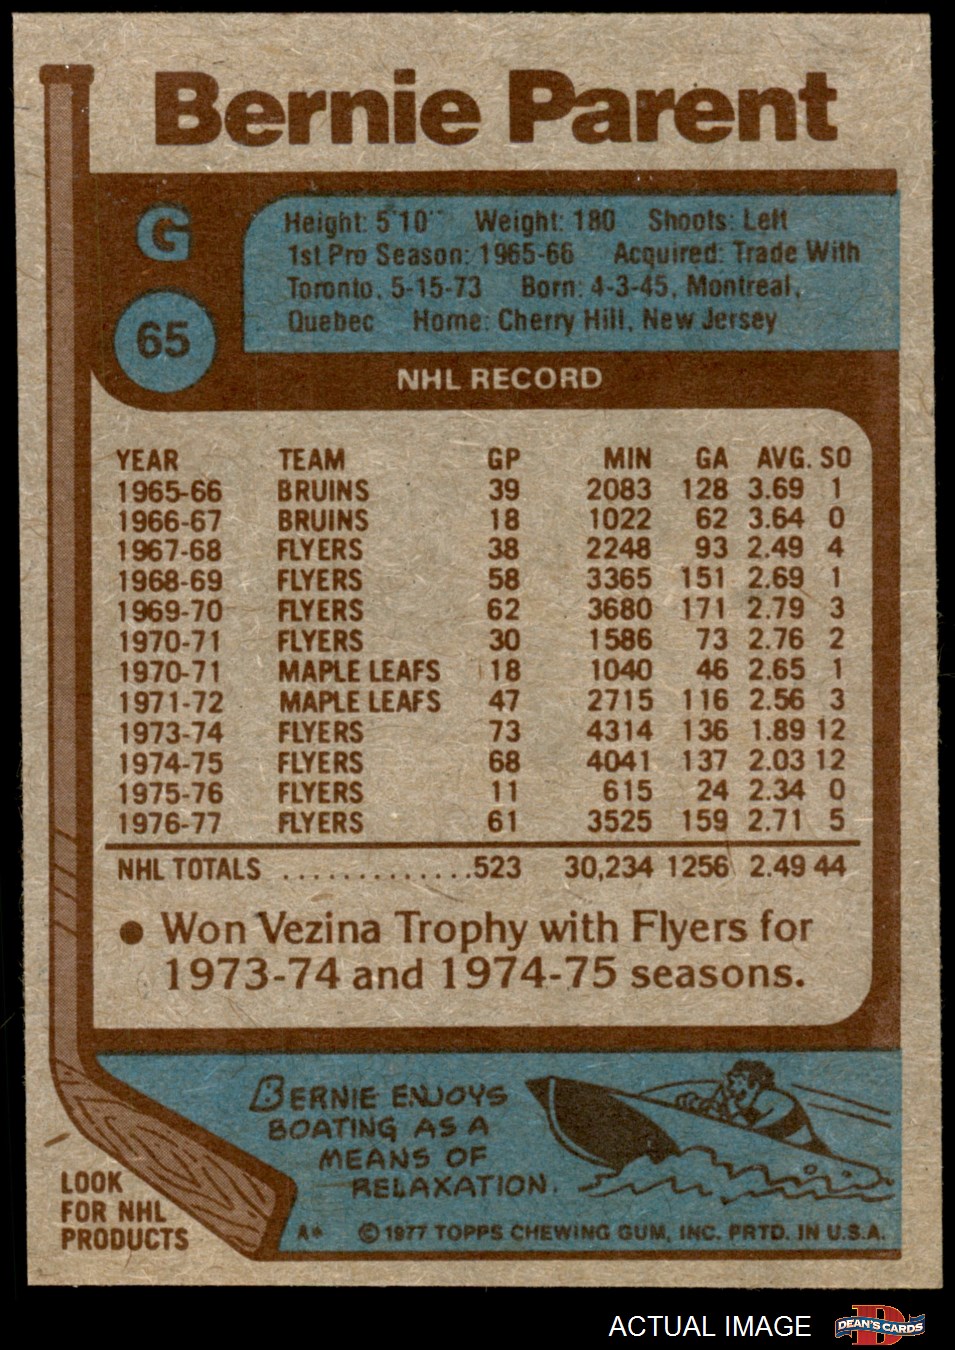 Bernie Parent
G
65
Height: 5'10" Weight: 180 Shoots: Left
1st Pro Season: 1965-66 Acquired: Trade With
Toronto, 5-15-73 Born: 4-3-45, Montreal,
Quebec Home: Cherry Hill, New Jersey
NHL RECORD
YEAR TEAM GP MIN GA AVG. SO
1965-66 BRUINS 39 2083 128 3.69 1
1966-67 BRUINS 18 1022 62 3.64 0
1967-68 FLYERS 38 2248 93 2.49 4
1968-69 FLYERS 58 3365 151 2.69 1
1969-70 FLYERS 62 3680 171 2.79 3
1970-71 FLYERS 30 1586 73 2.76 2
1970-71 MAPLE LEAFS 18 1040 46 2.65 1
1971-72 MAPLE LEAFS 47 2715 116 2.56 3
1973-74 FLYERS 73 4314 136 1.89 12
1974-75 FLYERS 68 4041 137 2.03 12
1975-76 FLYERS 11 615 24 2.34 0
1976-77 FLYERS 61 3525 159 2.71 5
NHL TOTALS .............523 30,234 1256 2.49 44
● Won Vezina Trophy with Flyers for
1973-74 and 1974-75 seasons.
BERNIE ENJOYS
BOATING AS A
MEANS OF
RELAXATION.
LOOK
FOR NHL
PRODUCTS
A* © 1977 TOPPS CHEWING GUM, INC. PRTD. IN U.S.A.
ACTUAL IMAGE
D
DEAN'S CARDS